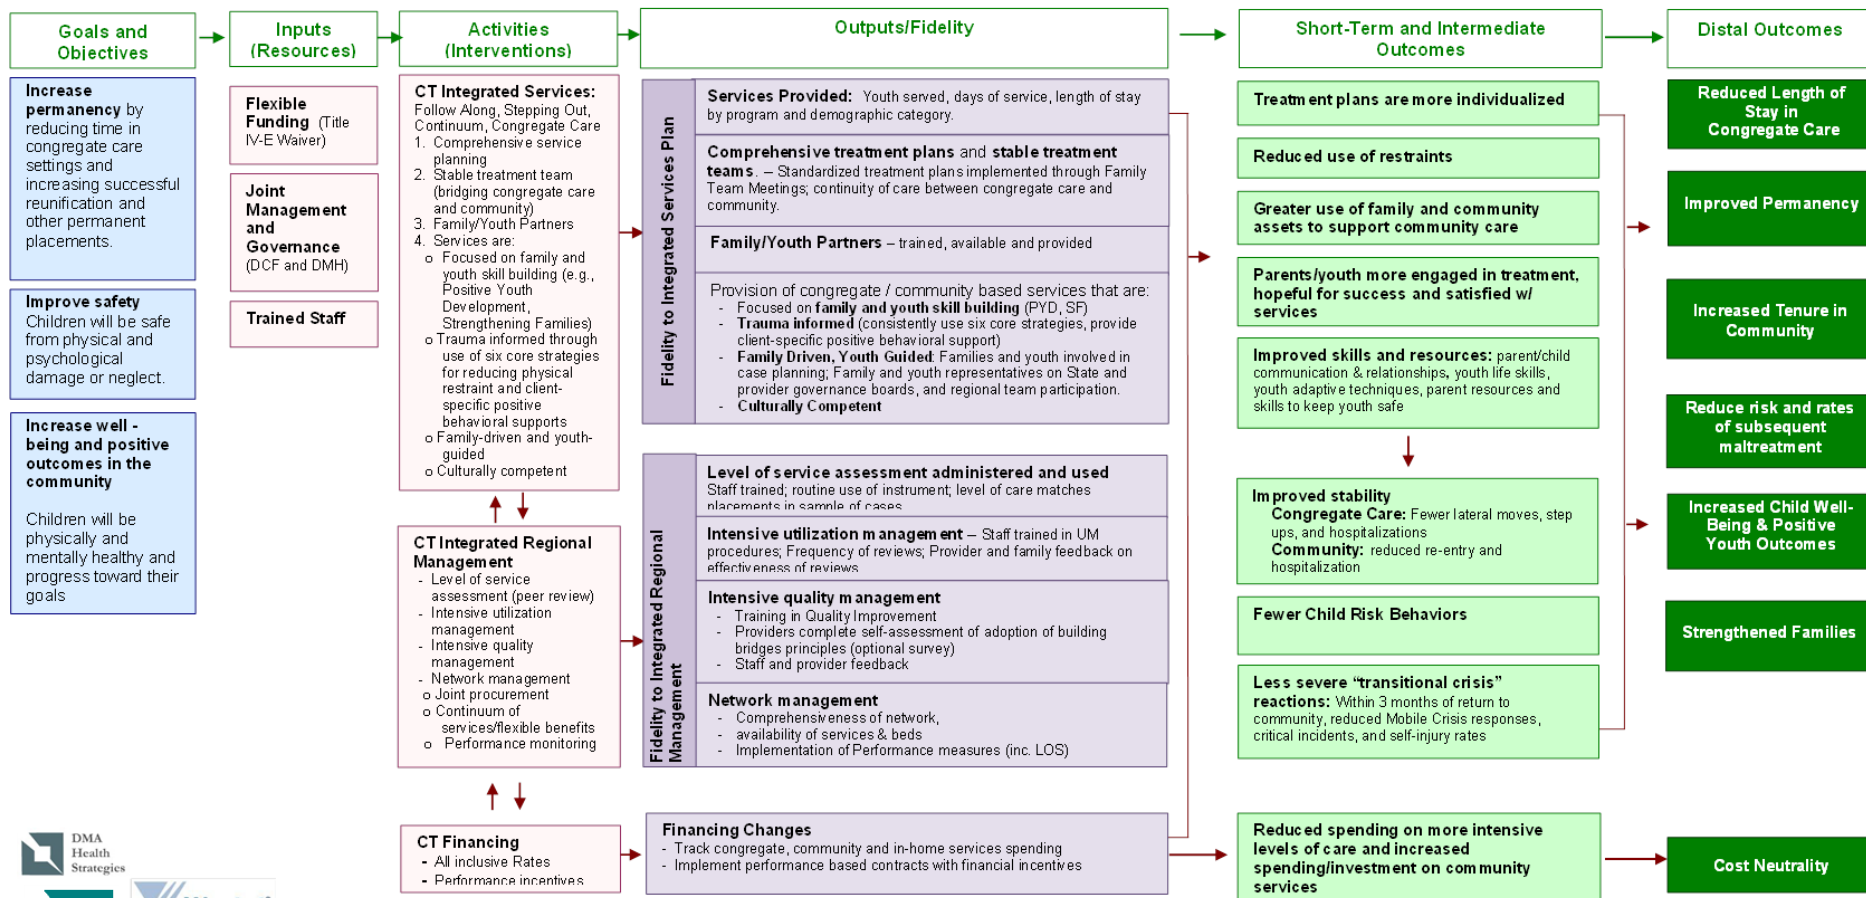 Goals and
Objectives
Inputs
(Resources)
Activities
(Interventions)
Outputs/Fidelity
Short-Term and Intermediate
Outcomes
Distal Outcomes
Increase
permanency by
reducing time in
congregate care
settings and
increasing successful
reunification and
other permanent
placements.
Improve safety
Children will be safe
from physical and
psychological
damage or neglect.
Increase well -
being and positive
outcomes in the
community
Children will be
physically and
mentally healthy and
progress toward their
goals
Flexible
Funding (Title
IV-E Waiver)
Joint
Management
and
Governance
(DCF and DMH)
Trained Staff
CT Integrated Services:
Follow Along, Stepping Out,
Continuum, Congregate Care
1. Comprehensive service
planning
2. Stable treatment team
(bridging congregate care
and community)
3. Family/Youth Partners
4. Services are:
o Focused on family and
youth skill building (e.g.,
Positive Youth
Development,
Strengthening Families)
o Trauma informed through
use of six core strategies
for reducing physical
restraint and client-
specific positive
behavioral supports
o Family-driven and youth-
guided
o Culturally competent
CT Integrated Regional
Management
- Level of service
assessment (peer review)
- Intensive utilization
management
- Intensive quality
management
- Network management
o Joint procurement
o Continuum of
services/flexible benefits
o Performance monitoring
CT Financing
- All inclusive Rates
- Performance incentives
Fidelity to Integrated Services Plan
Services Provided: Youth served, days of service, length of stay
by program and demographic category.
Comprehensive treatment plans and stable treatment
teams. – Standardized treatment plans implemented through Family
Team Meetings; continuity of care between congregate care and
community.
Family/Youth Partners – trained, available and provided
Provision of congregate / community based services that are:
- Focused on family and youth skill building (PYD, SF)
- Trauma informed (consistently use six core strategies, provide
client-specific positive behavioral support)
- Family Driven, Youth Guided: Families and youth involved in
case planning; Family and youth representatives on State and
provider governance boards, and regional team participation.
- Culturally Competent
Fidelity to Integrated Regional
Management
Level of service assessment administered and used
Staff trained; routine use of instrument; level of care matches
placements in sample of cases
Intensive utilization management – Staff trained in UM
procedures; Frequency of reviews; Provider and family feedback on
effectiveness of reviews
Intensive quality management
- Training in Quality Improvement
- Providers complete self-assessment of adoption of building
bridges principles (optional survey)
- Staff and provider feedback
Network management
- Comprehensiveness of network,
- availability of services & beds
- Implementation of Performance measures (inc. LOS)
Financing Changes
- Track congregate, community and in-home services spending
- Implement performance based contracts with financial incentives
Treatment plans are more individualized
Reduced use of restraints
Greater use of family and community
assets to support community care
Parents/youth more engaged in treatment,
hopeful for success and satisfied w/
services
Improved skills and resources: parent/child
communication & relationships, youth life skills,
youth adaptive techniques, parent resources and
skills to keep youth safe
Improved stability
Congregate Care: Fewer lateral moves, step
ups, and hospitalizations
Community: reduced re-entry and
hospitalization
Fewer Child Risk Behaviors
Less severe “transitional crisis”
reactions: Within 3 months of return to
community, reduced Mobile Crisis responses,
critical incidents, and self-injury rates
Reduced spending on more intensive
levels of care and increased
spending/investment on community
services
Reduced Length of
Stay in
Congregate Care
Improved Permanency
Increased Tenure in
Community
Reduce risk and rates
of subsequent
maltreatment
Increased Child Well-
Being & Positive
Youth Outcomes
Strengthened Families
Cost Neutrality
DMA
Health
Strategies